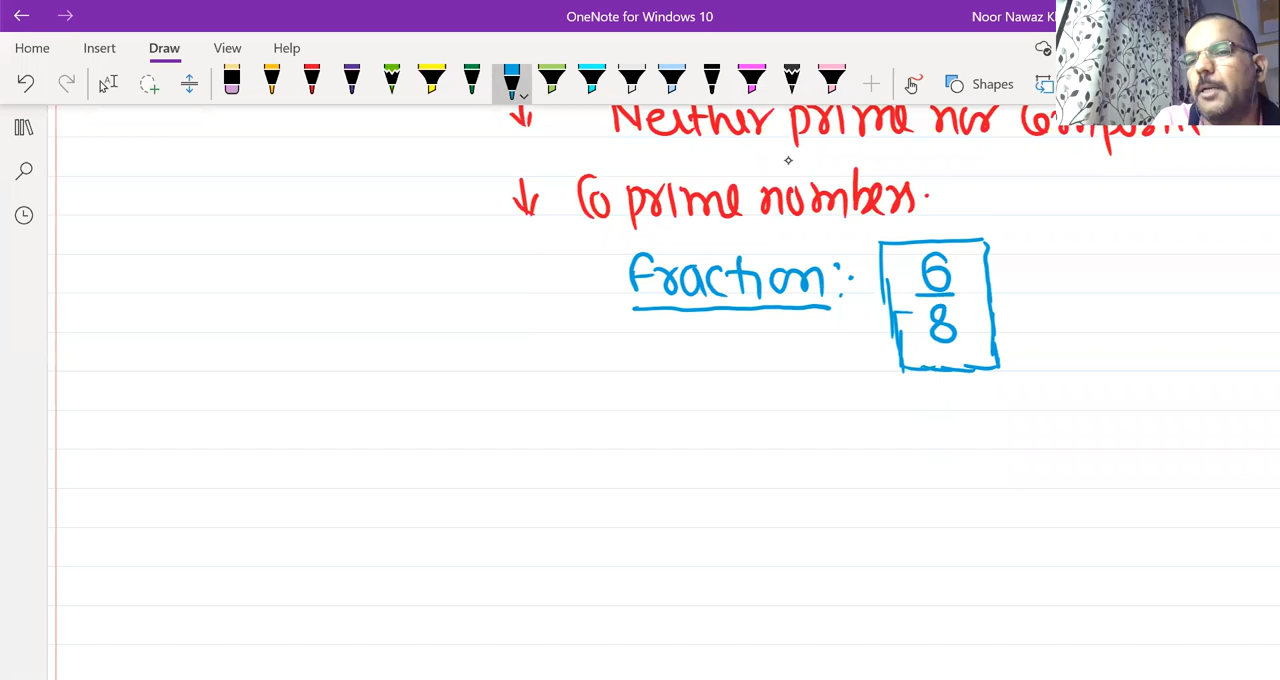 OneNote for Windows 10
Noor Nawaz K
Home Insert Draw View Help
Shapes
Neither prime nor
Co prime numbers.
Fraction:- 6
8